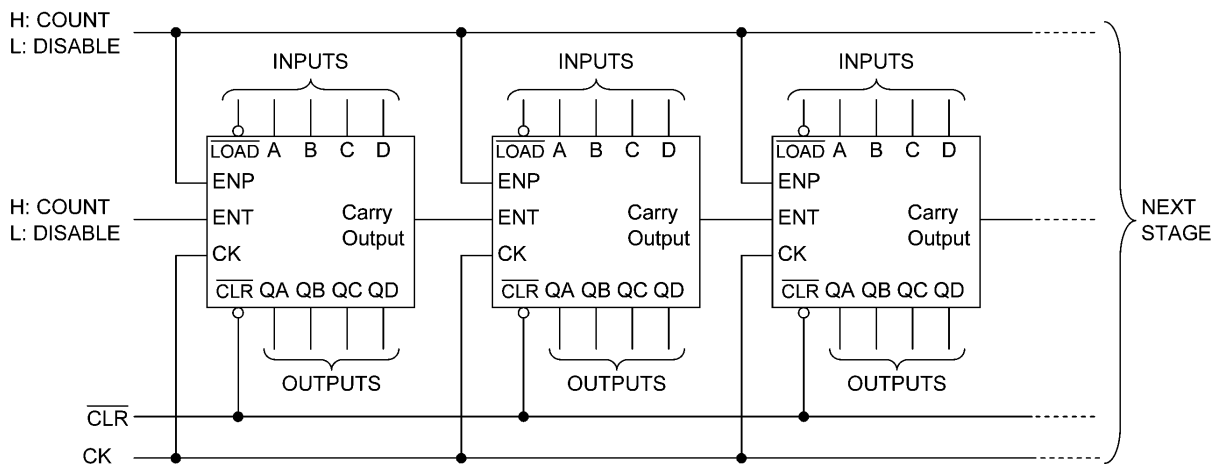 H: COUNT
L: DISABLE
INPUTS INPUTS INPUTS
LOAD A B C D LOAD A B C D LOAD A B C D
ENP ENP ENP
H: COUNT
L: DISABLE
ENT Carry Output ENT Carry Output ENT Carry Output
NEXT
STAGE
CK CK CK
CLR QA QB QC QD CLR QA QB QC QD CLR QA QB QC QD
OUTPUTS OUTPUTS OUTPUTS
CLR
CK